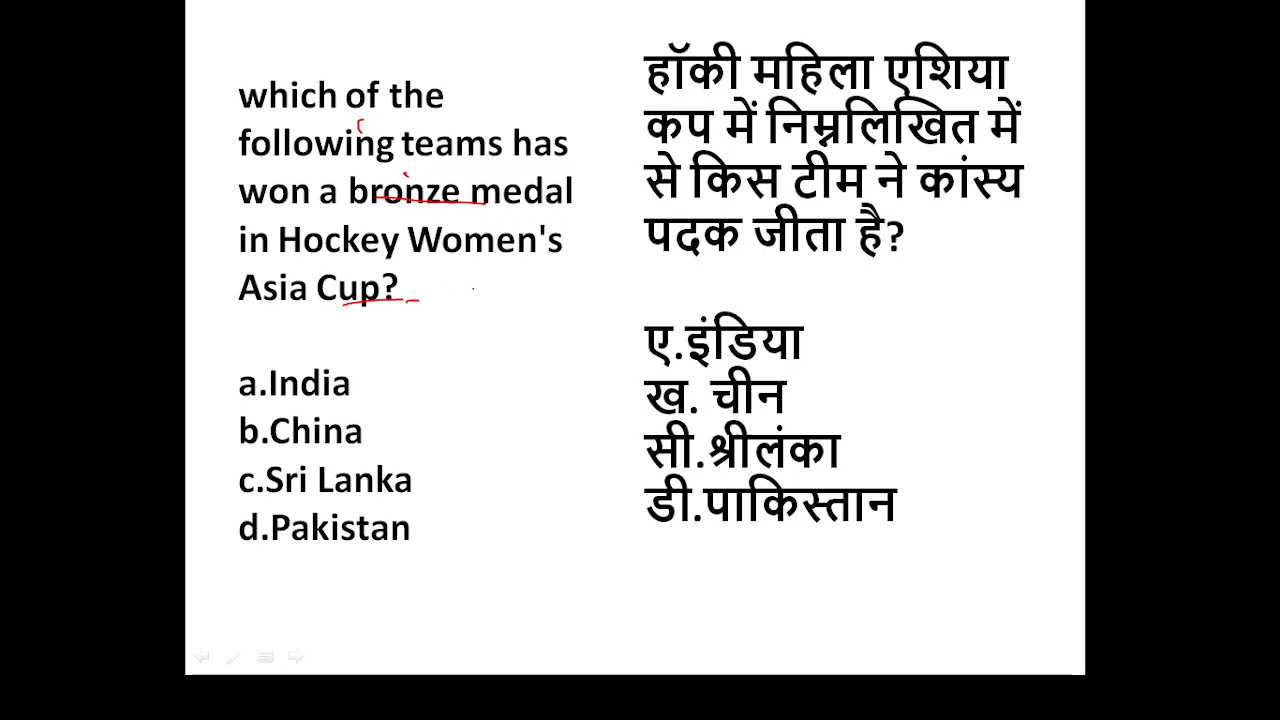 which of the
following teams has
won a bronze medal
in Hockey Women's
Asia Cup?
a.India
b.China
c.Sri Lanka
d.Pakistan
हॉकी महिला एशिया
कप में निम्नलिखित में
से किस टीम ने कांस्य
पदक जीता है?
ए.इंडिया
ख. चीन
सी.श्रीलंका
डी.पाकिस्तान